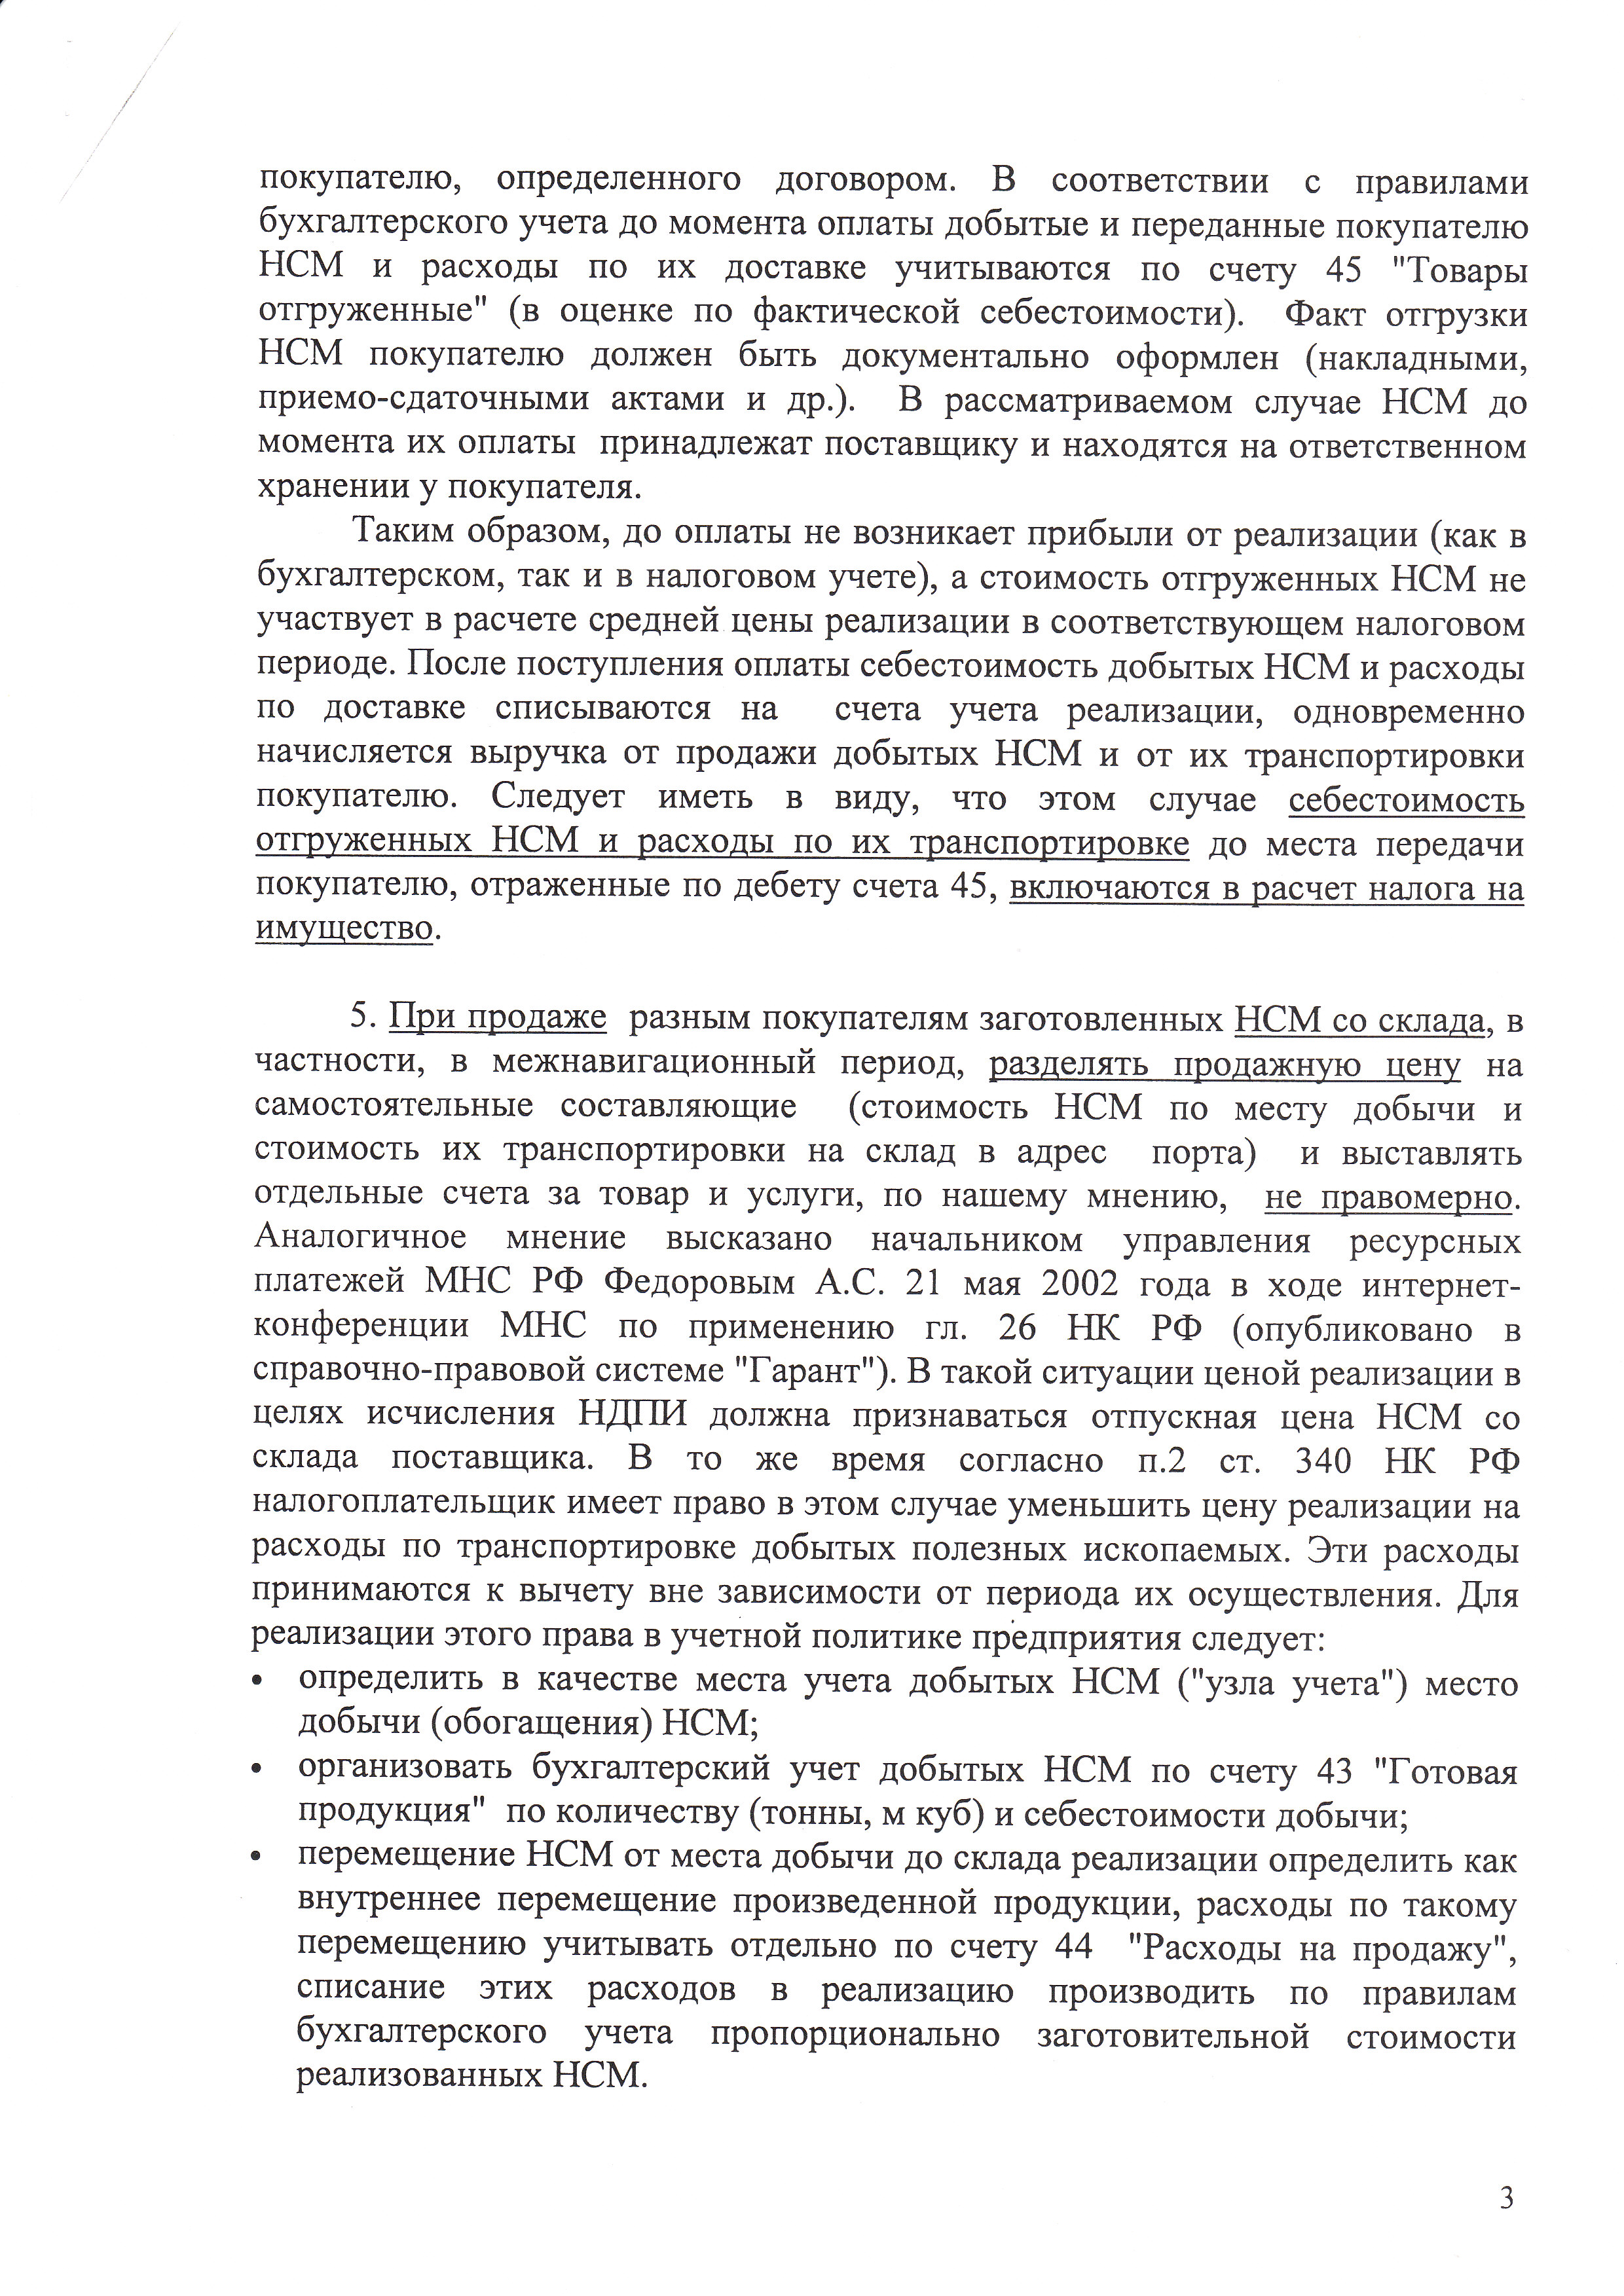 покупателю, определенного договором. В соответствии с правилами
бухгалтерского учета до момента оплаты добытые и переданные покупателю
НСМ и расходы по их доставке учитываются по счету 45 "Товары
отгруженные" (в оценке по фактической себестоимости). Факт отгрузки
НСМ покупателю должен быть документально оформлен (накладными,
приемо-сдаточными актами и др.). В рассматриваемом случае НСМ до
момента их оплаты принадлежат поставщику и находятся на ответственном
хранении у покупателя.
Таким образом, до оплаты не возникает прибыли от реализации (как в
бухгалтерском, так и в налоговом учете), а стоимость отгруженных НСМ не
участвует в расчете средней цены реализации в соответствующем налоговом
периоде. После поступления оплаты себестоимость добытых НСМ и расходы
по доставке списываются на счета учета реализации, одновременно
начисляется выручка от продажи добытых НСМ и от их транспортировки
покупателю. Следует иметь в виду, что этом случае себестоимость
отгруженных НСМ и расходы по их транспортировке до места передачи
покупателю, отраженные по дебету счета 45, включаются в расчет налога на
имущество.
5. При продаже разным покупателям заготовленных НСМ со склада, в
частности, в межнавигационный период, разделять продажную цену на
самостоятельные составляющие (стоимость НСМ по месту добычи и
стоимость их транспортировки на склад в адрес порта) и выставлять
отдельные счета за товар и услуги, по нашему мнению, не правомерно.
Аналогичное мнение высказано начальником управления ресурсных
платежей МНС РФ Федоровым А.С. 21 мая 2002 года в ходе интернет-
конференции МНС по применению гл. 26 НК РФ (опубликовано в
справочно-правовой системе "Гарант"). В такой ситуации ценой реализации в
целях исчисления НДПИ должна признаваться отпускная цена НСМ со
склада поставщика. В то же время согласно п.2 ст. 340 НК РФ
налогоплательщик имеет право в этом случае уменьшить цену реализации на
расходы по транспортировке добытых полезных ископаемых. Эти расходы
принимаются к вычету вне зависимости от периода их осуществления. Для
реализации этого права в учетной политике предприятия следует:
• определить в качестве места учета добытых НСМ ("узла учета") место
добычи (обогащения) НСМ;
• организовать бухгалтерский учет добытых НСМ по счету 43 "Готовая
продукция" по количеству (тонны, м куб) и себестоимости добычи;
• перемещение НСМ от места добычи до склада реализации определить как
внутреннее перемещение произведенной продукции, расходы по такому
перемещению учитывать отдельно по счету 44 "Расходы на продажу",
списание этих расходов в реализацию производить по правилам
бухгалтерского учета пропорционально заготовительной стоимости
реализованных НСМ.
3